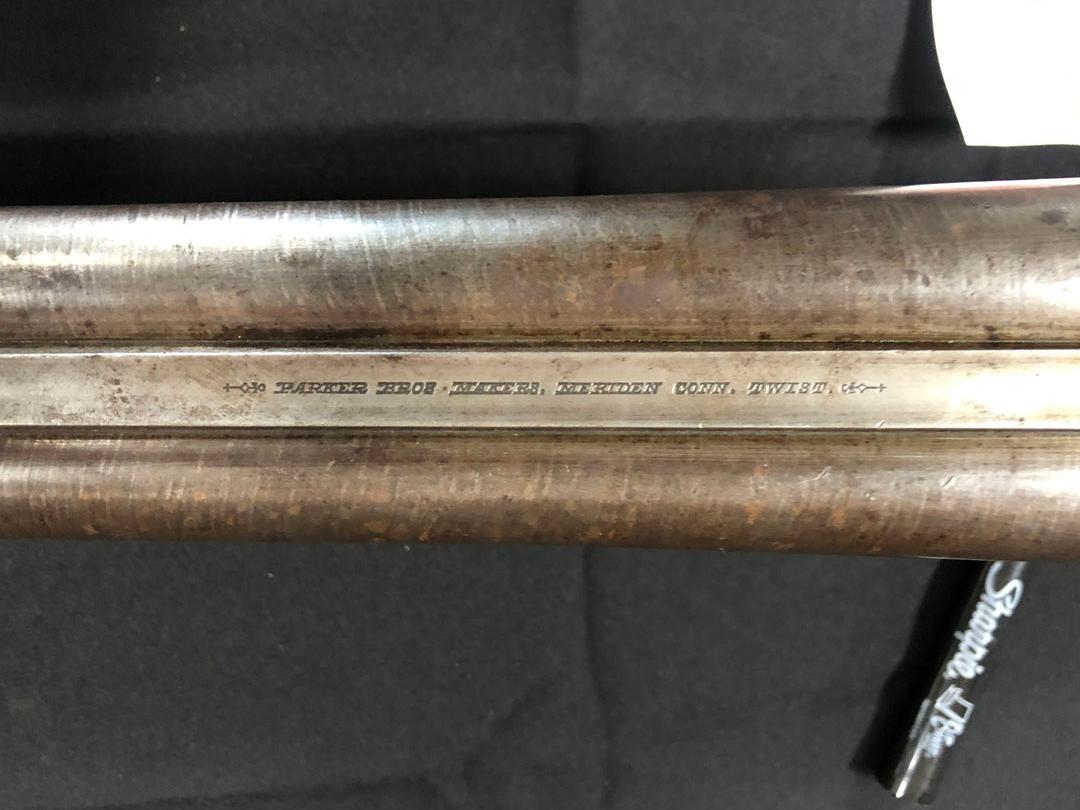 PARKER BROS · MAKERS, MERIDEN CONN. TWIST.
Sharpie